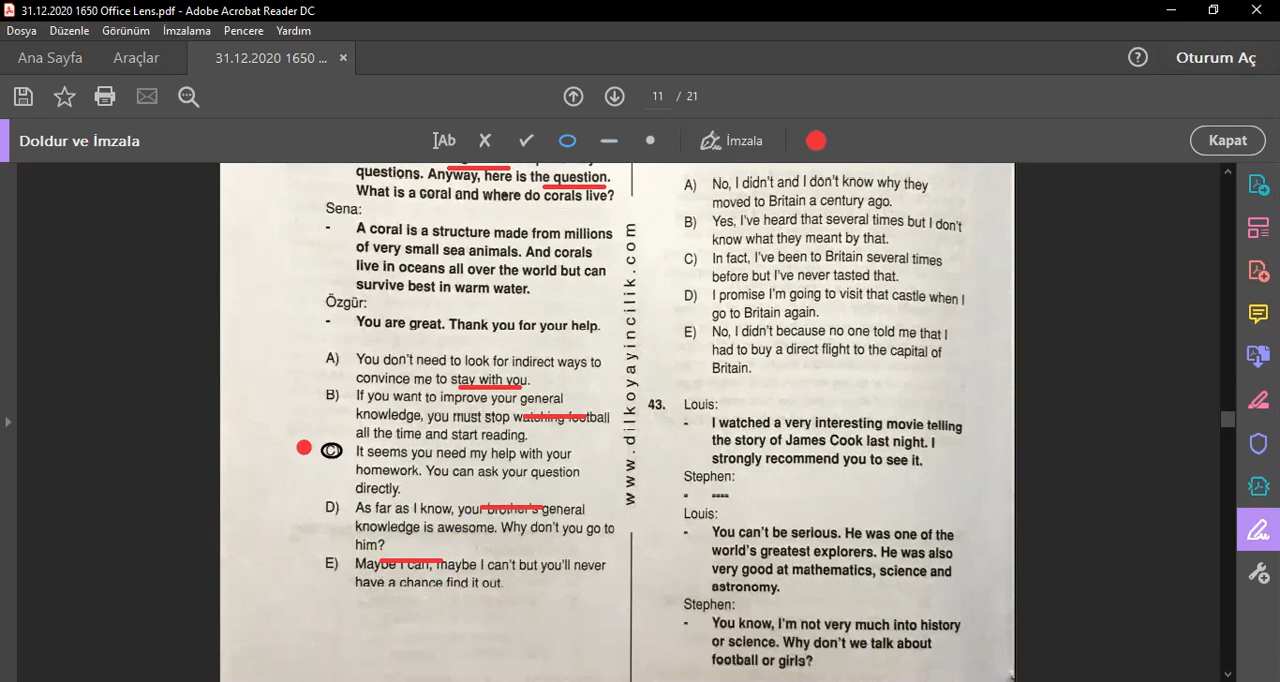 31.12.2020 1650 Office Lens.pdf - Adobe Acrobat Reader DC
Dosya Düzenle Görünüm İmzalama Pencere Yardım
Ana Sayfa Araçlar 31.12.2020 1650 ... × Oturum Aç
11 / 21
Doldur ve İmzala Ab İmzala Kapat
questions. Anyway, here is the question.
What is a coral and where do corals live?
Sena:
- A coral is a structure made from millions
of very small sea animals. And corals
live in oceans all over the world but can
survive best in warm water.
Özgür:
- You are great. Thank you for your help.
A) You don't need to look for indirect ways to
convince me to stay with you.
B) If you want to improve your general
knowledge, you must stop watching football
all the time and start reading.
C) It seems you need my help with your
homework. You can ask your question
directly.
D) As far as I know, your brother's general
knowledge is awesome. Why don't you go to
him?
E) Maybe I can, maybe I can't but you'll never
have a chance find it out.
www.dilkoyayincilik.com
A) No, I didn't and I don't know why they
moved to Britain a century ago.
B) Yes, I've heard that several times but I don't
know what they meant by that.
C) In fact, I've been to Britain several times
before but I've never tasted that.
D) I promise I'm going to visit that castle when I
go to Britain again.
E) No, I didn't because no one told me that I
had to buy a direct flight to the capital of
Britain.
43. Louis:
- I watched a very interesting movie telling
the story of James Cook last night. I
strongly recommend you to see it.
Stephen:
- ----
Louis:
- You can't be serious. He was one of the
world's greatest explorers. He was also
very good at mathematics, science and
astronomy.
Stephen:
- You know, I'm not very much into history
or science. Why don't we talk about
football or girls?